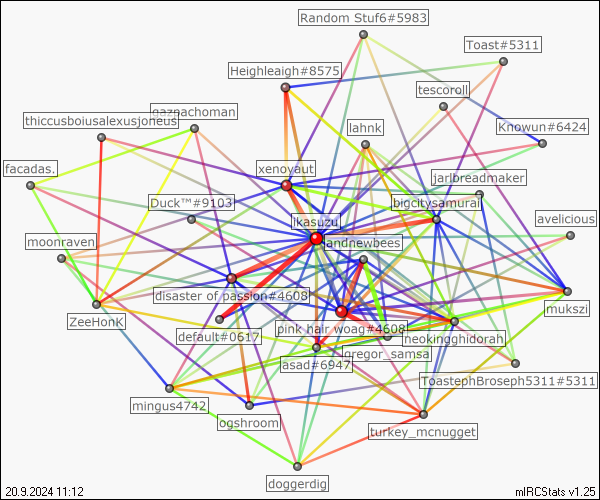 Random Stuf6#5983
Toast#5311
Heighleaigh#8575
tescoroll
gaznachoman
thiccusboiusalexusjoneus
lahnk
Knowun#6424
xenoyaut
facadas.
jarlbreadmaker
Duck™#9103
bigcitysamurai
lkasuzu
avelicious
moonraven
andnewbees
disaster of passion#4608
mukszi
ZeeHonk
default#0617
pink hair woag#4608
neokingghidorah
gregor_samsa
asad#6947
ToastephBroseph5311#5311
mingus4742
ogshroom
turkey_mcnugget
doggerdig
20.9.2024 11:12
mIRCStats v1.25